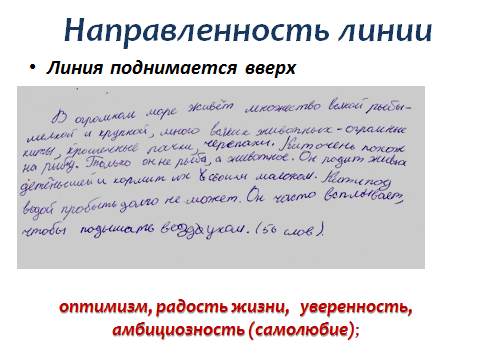 Направленность линии
• Линия поднимается вверх
В огромном море живёт множество всякой рыбы-
мелкой и крупной, много всяких животных - огромные
киты, крошечные рачки, черепахи. Кит очень похож
на рыбу. Только он не рыба, а животное. Он родит живых
детёнышей и кормит их своим молоком. Кит под
водой пробыть долго не может. Он часто всплывает,
чтобы подышать воздухом. (56 слов).
оптимизм, радость жизни, уверенность,
амбициозность (самолюбие);